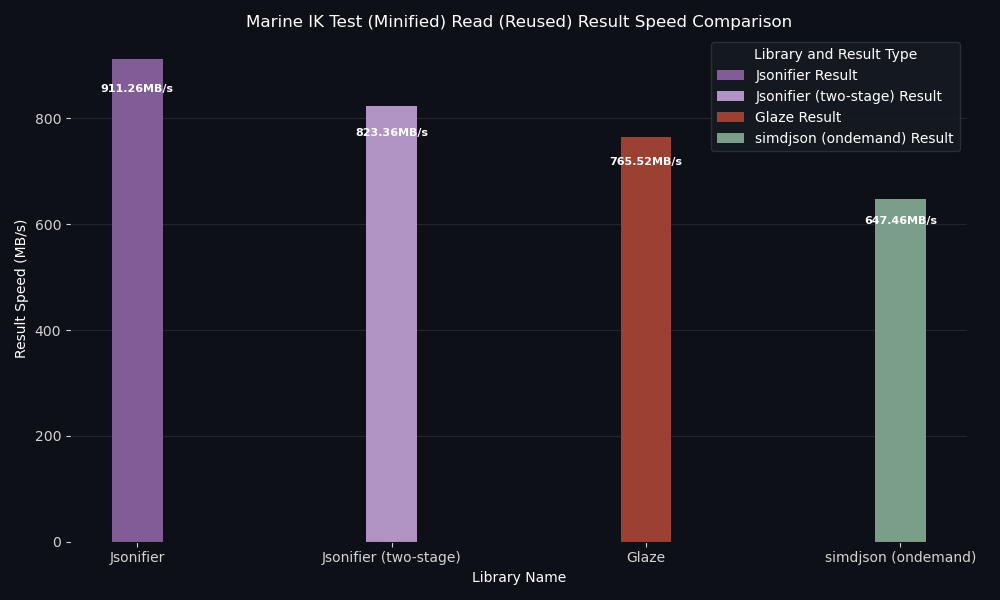 Marine IK Test (Minified) Read (Reused) Result Speed Comparison
Library and Result Type
Jsonifier Result
Jsonifier (two-stage) Result
Glaze Result
simdjson (ondemand) Result
911.26MB/s
823.36MB/s
765.52MB/s
647.46MB/s
Result Speed (MB/s)
800
600
400
200
0
Jsonifier
Jsonifier (two-stage)
Glaze
simdjson (ondemand)
Library Name